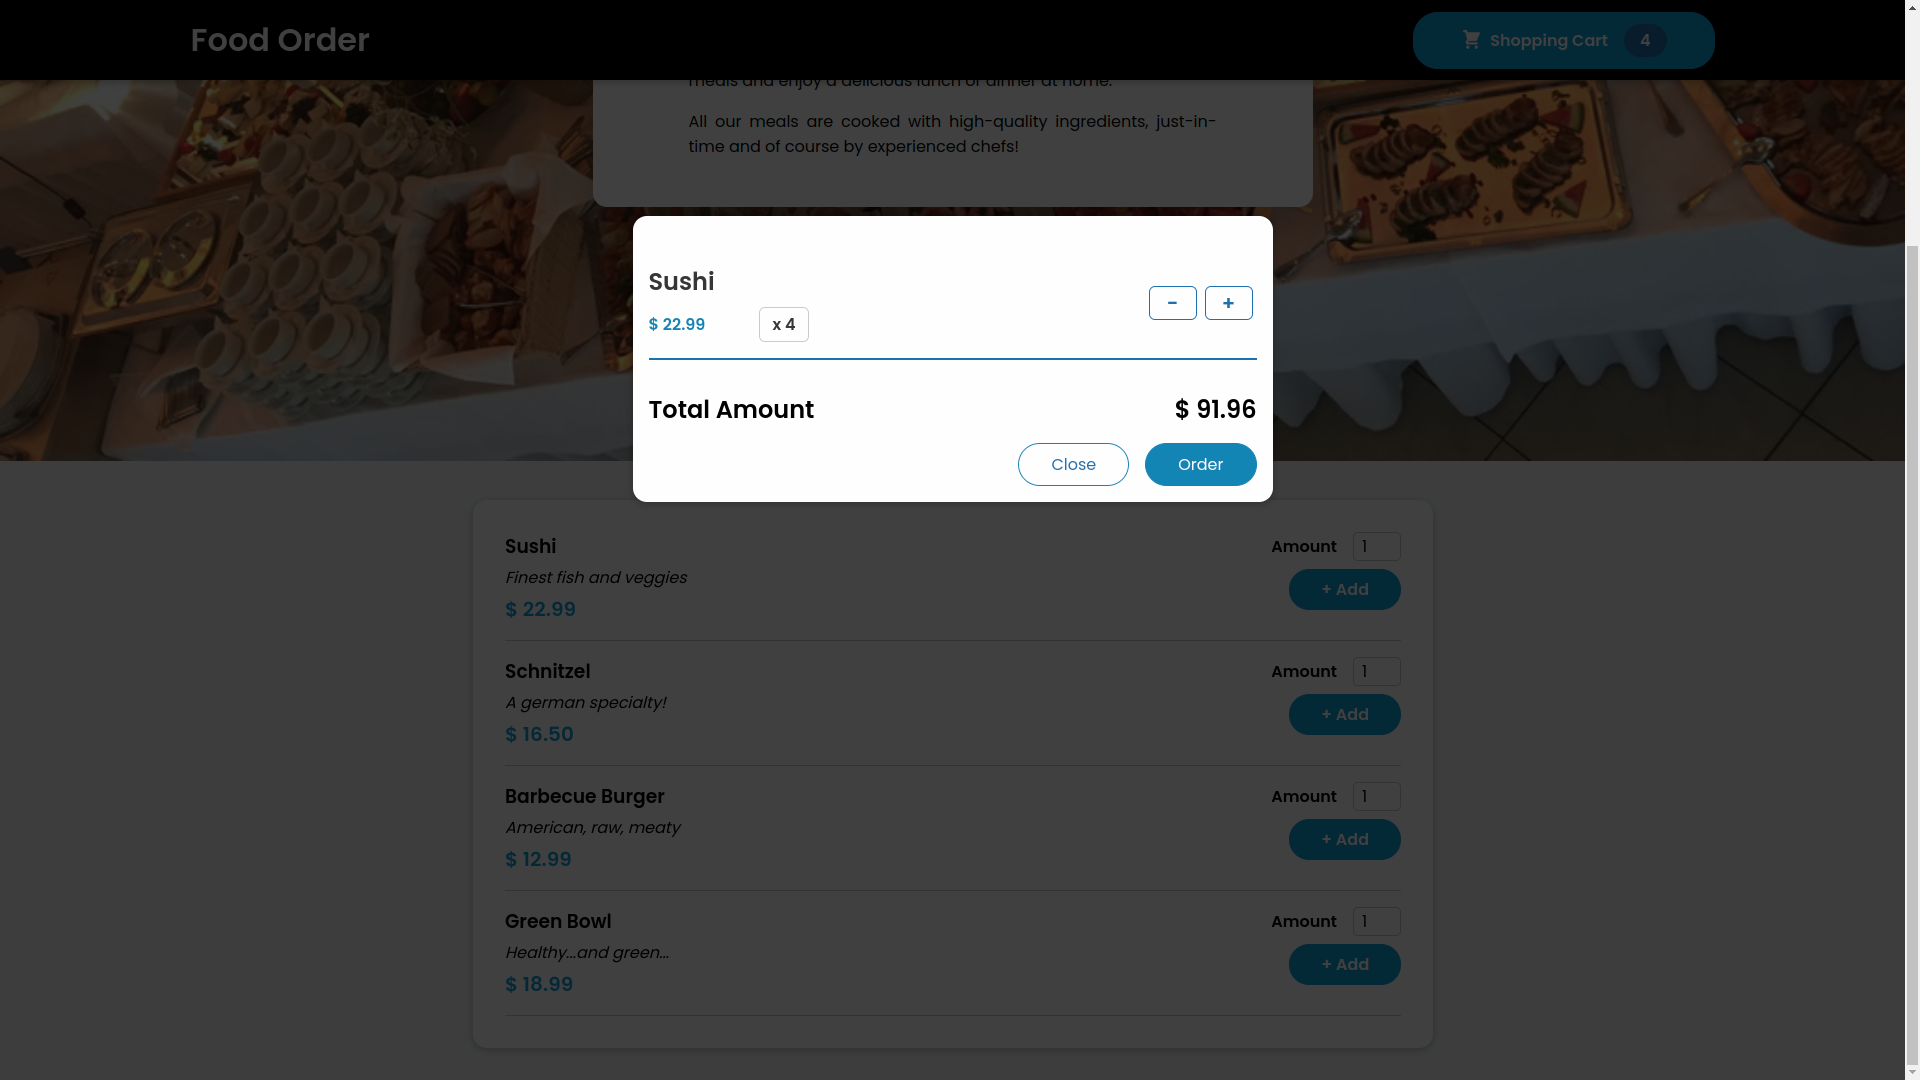 Food Order
Shopping Cart 4
meals and enjoy a delicious lunch or dinner at home.
All our meals are cooked with high-quality ingredients, just-in-
time and of course by experienced chefs!
Sushi
$ 22.99 x 4
- +
Total Amount $ 91.96
Close Order
Sushi
Amount 1
Finest fish and veggies
+ Add
$ 22.99
Schnitzel
Amount 1
A german specialty!
+ Add
$ 16.50
Barbecue Burger
Amount 1
American, raw, meaty
+ Add
$ 12.99
Green Bowl
Amount 1
Healthy...and green...
+ Add
$ 18.99